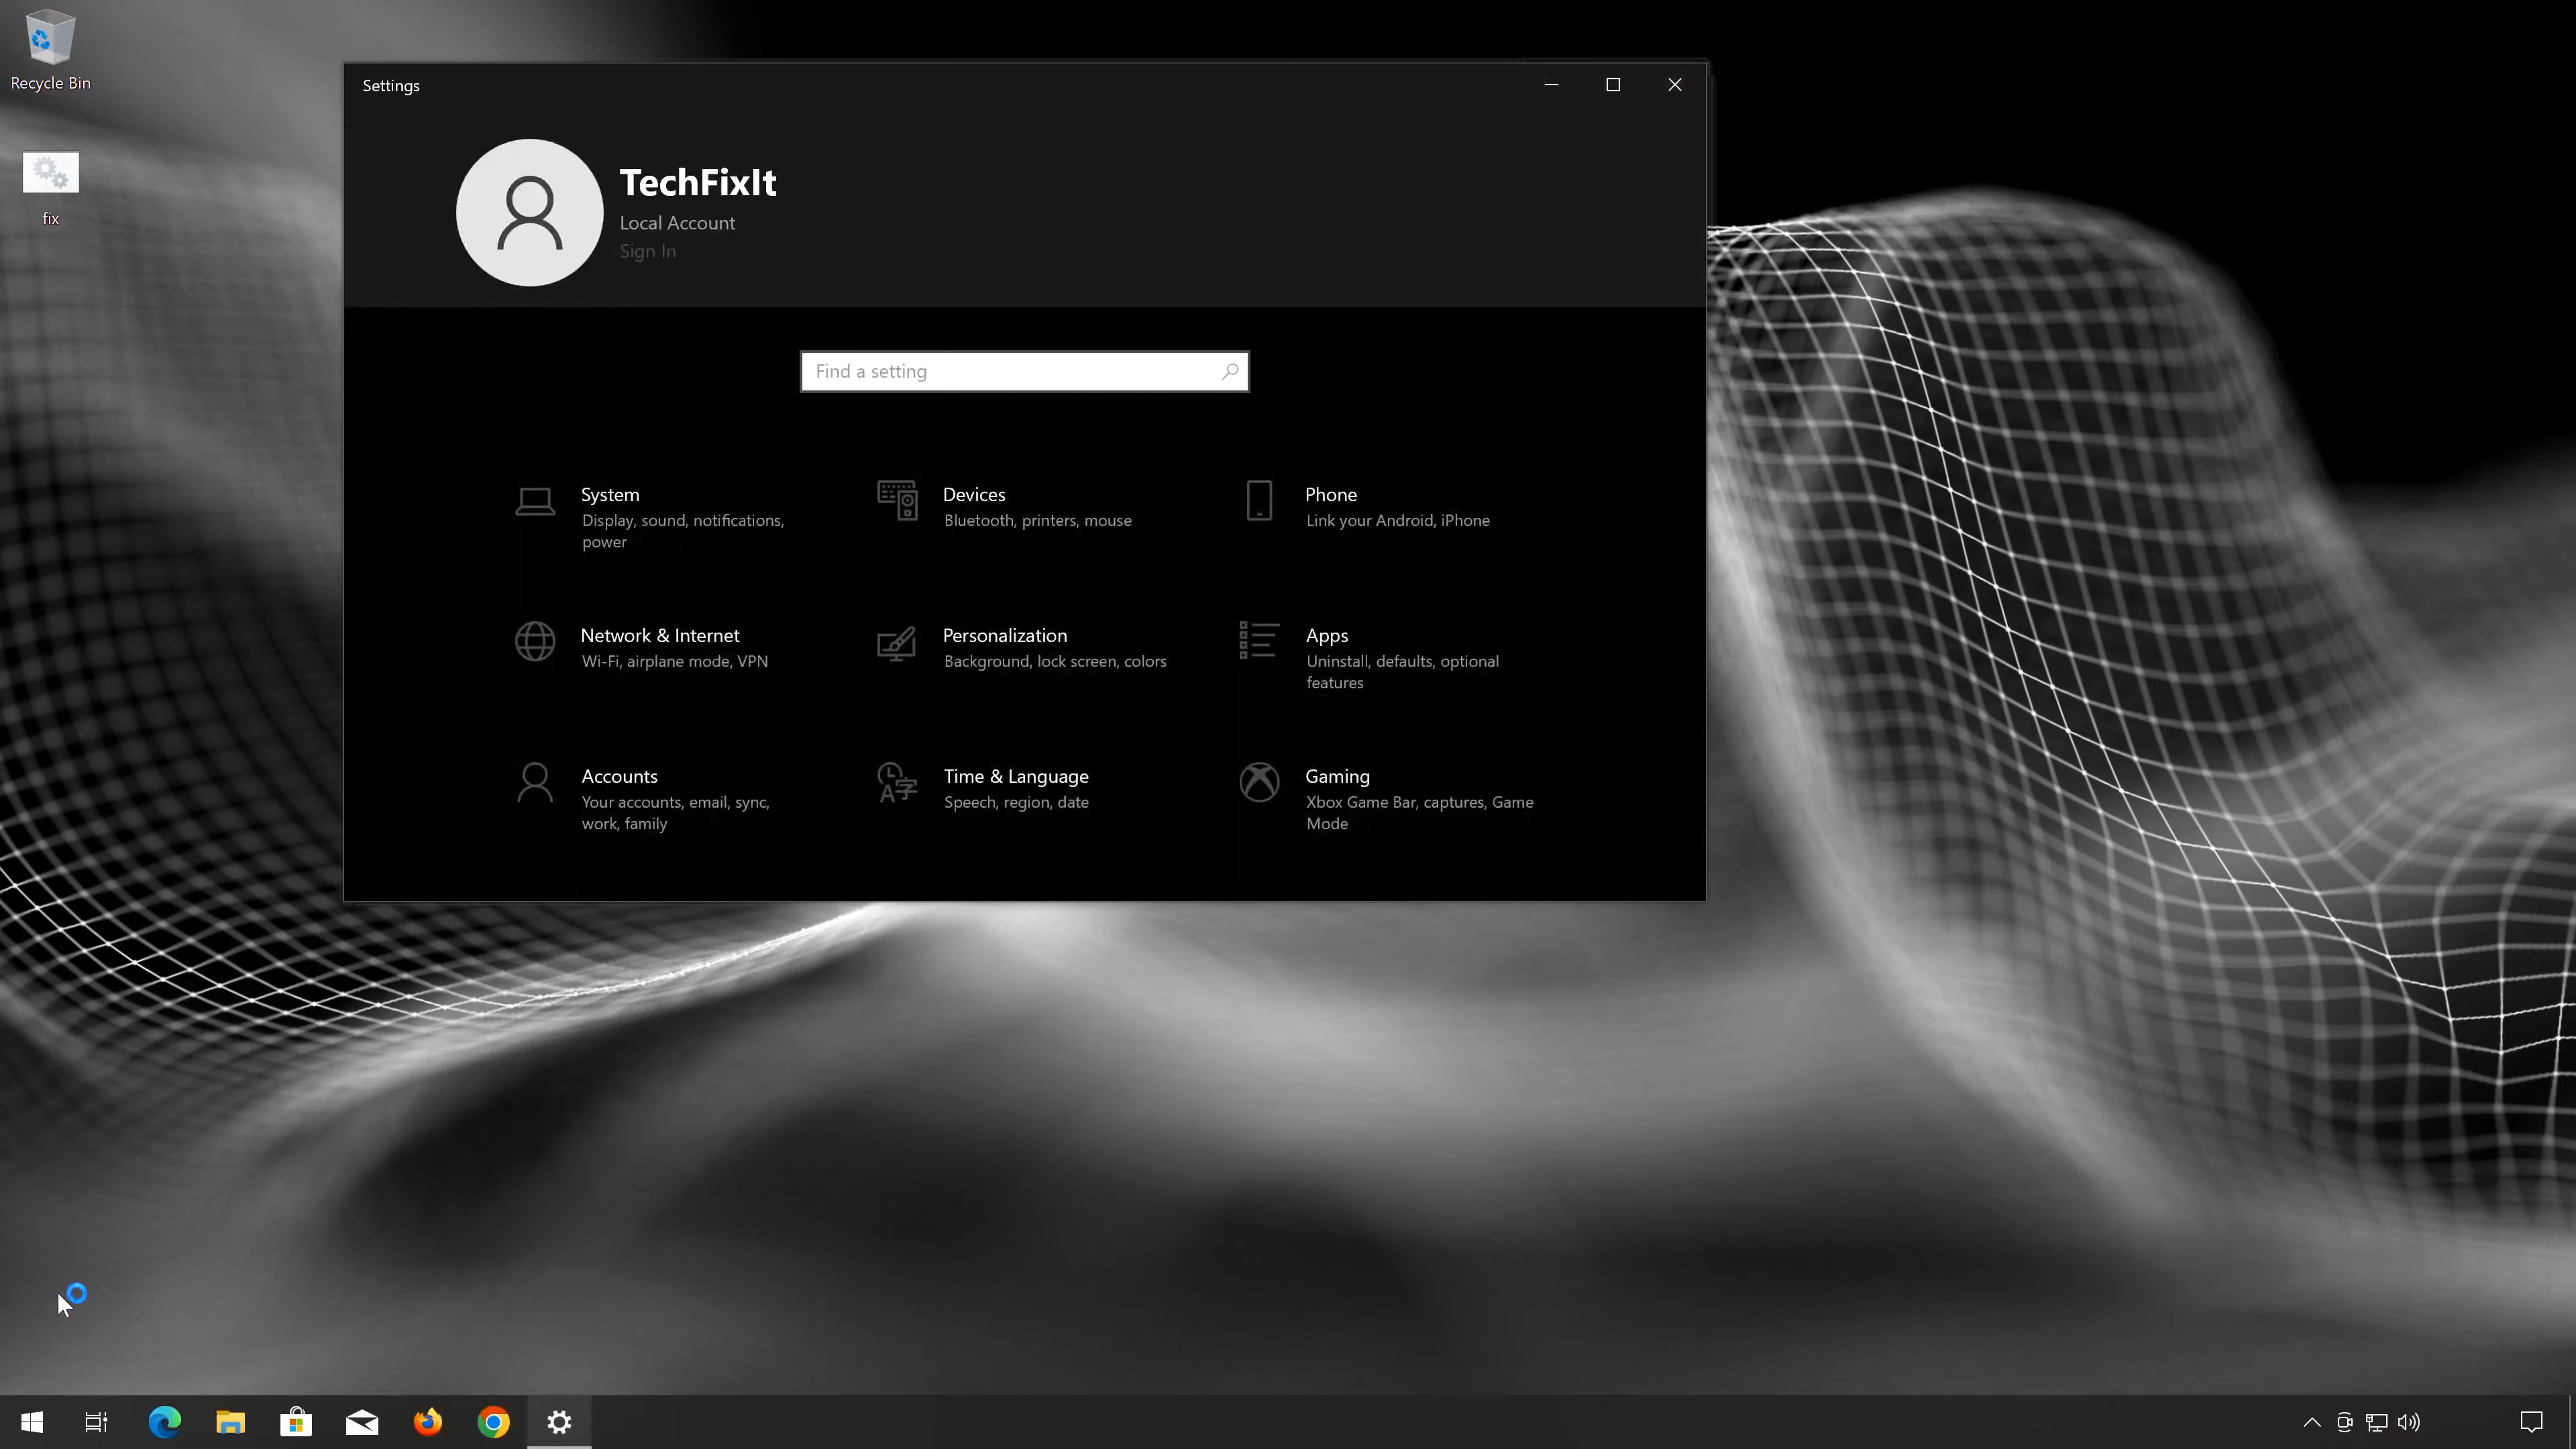 Recycle Bin
fix
Settings
TechFixIt
Local Account
Sign In
Find a setting
System
Display, sound, notifications,
power
Devices
Bluetooth, printers, mouse
Phone
Link your Android, iPhone
Network & Internet
Wi-Fi, airplane mode, VPN
Personalization
Background, lock screen, colors
Apps
Uninstall, defaults, optional
features
Accounts
Your accounts, email, sync,
work, family
Time & Language
Speech, region, date
Gaming
Xbox Game Bar, captures, Game
Mode